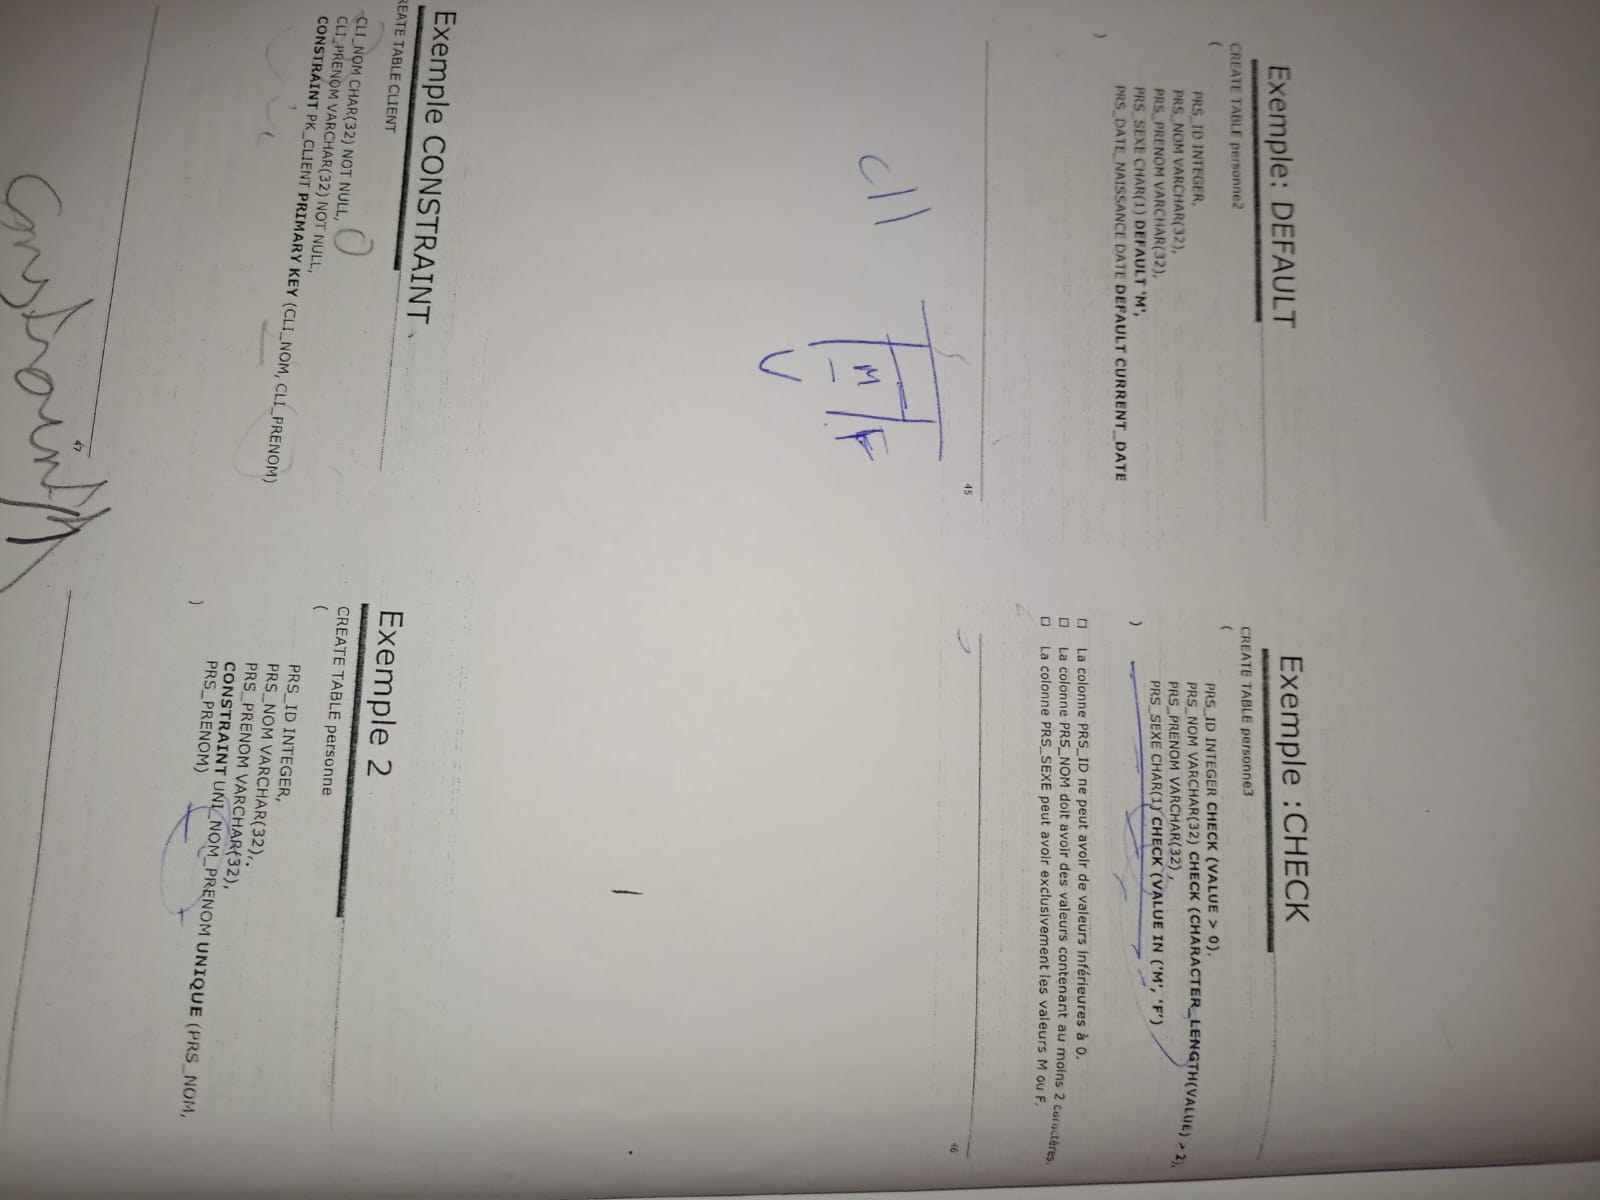 Exemple: DEFAULT
CREATE TABLE personne2
(
PRS_ID INTEGER,
PRS_NOM VARCHAR(32),
PRS_PRENOM VARCHAR(32),
PRS_SEXE CHAR(1) DEFAULT 'M',
PRS_DATE_NAISSANCE DATE DEFAULT CURRENT_DATE
)
45
Exemple :CHECK
CREATE TABLE personne3
(
PRS_ID INTEGER CHECK (VALUE > 0),
PRS_NOM VARCHAR(32) CHECK (CHARACTER_LENGTH(VALUE) > 2),
PRS_PRENOM VARCHAR(32) ,
PRS_SEXE CHAR(1) CHECK (VALUE IN ('M', 'F')
)
La colonne PRS_ID ne peut avoir de valeurs inférieures à 0.
La colonne PRS_NOM doit avoir des valeurs contenant au moins 2 caractères.
La colonne PRS_SEXE peut avoir exclusivement les valeurs M ou F.
46
M F
V
Exemple CONSTRAINT
REATE TABLE CLIENT
CLI_NOM CHAR(32) NOT NULL,
CLI_PRENOM VARCHAR(32) NOT NULL,
CONSTRAINT PK_CLIENT PRIMARY KEY (CLI_NOM, CLI_PRENOM)
47
Exemple 2
CREATE TABLE personne
(
PRS_ID INTEGER,
PRS_NOM VARCHAR(32),
PRS_PRENOM VARCHAR(32),
CONSTRAINT UNI_NOM_PRENOM UNIQUE (PRS_NOM,
PRS_PRENOM)
)
Constraint